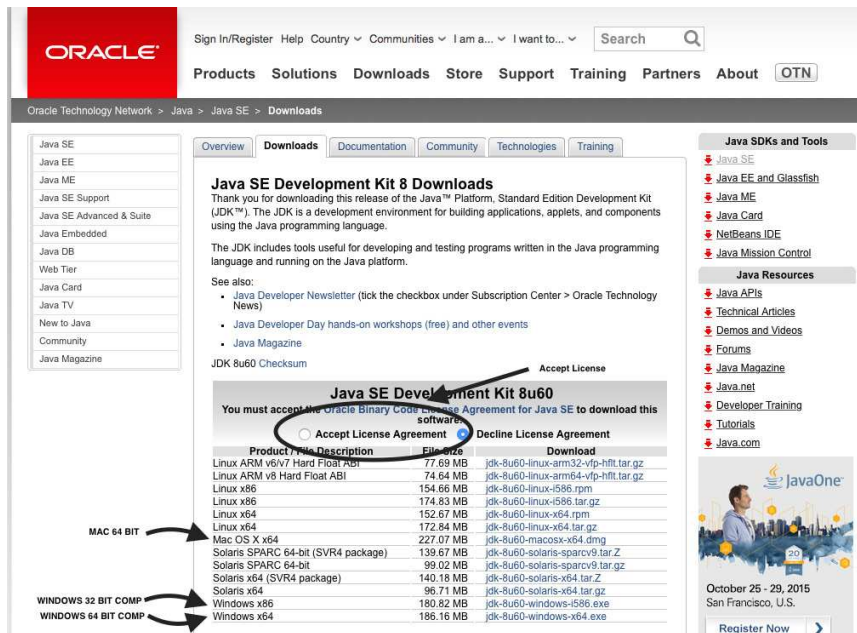 ORACLE
Sign In/Register Help Country Communities I am a... I want to... Search
Products Solutions Downloads Store Support Training Partners About OTN
Oracle Technology Network > Java > Java SE > Downloads
Java SE
Java EE
Java ME
Java SE Support
Java SE Advanced & Suite
Java Embedded
Java DB
Web Tier
Java Card
Java TV
New to Java
Community
Java Magazine
Overview Downloads Documentation Community Technologies Training
Java SE Development Kit 8 Downloads
Thank you for downloading this release of the Java™ Platform, Standard Edition Development Kit
(JDK™). The JDK is a development environment for building applications, applets, and components
using the Java programming language.
The JDK includes tools useful for developing and testing programs written in the Java programming
language and running on the Java platform.
See also:
Java Developer Newsletter (tick the checkbox under Subscription Center > Oracle Technology
News)
Java Developer Day hands-on workshops (free) and other events
Java Magazine
JDK 8u60 Checksum
Accept License
Java SE Development Kit 8u60
You must accept the Oracle Binary Code License Agreement for Java SE to download this
software.
Accept License Agreement Decline License Agreement
Product / File Description File Size Download
Linux ARM v6/v7 Hard Float ABI 77.69 MB jdk-8u60-linux-arm32-vfp-hflt.tar.gz
Linux ARM v8 Hard Float ABI 74.64 MB jdk-8u60-linux-arm64-vfp-hflt.tar.gz
Linux x86 154.66 MB jdk-8u60-linux-i586.rpm
Linux x86 174.83 MB jdk-8u60-linux-i586.tar.gz
Linux x64 152.67 MB jdk-8u60-linux-x64.rpm
Linux x64 172.84 MB jdk-8u60-linux-x64.tar.gz
MAC 64 BIT
Mac OS X x64 227.07 MB jdk-8u60-macosx-x64.dmg
Solaris SPARC 64-bit (SVR4 package) 139.67 MB jdk-8u60-solaris-sparcv9.tar.Z
Solaris SPARC 64-bit 99.02 MB jdk-8u60-solaris-sparcv9.tar.gz
Solaris x64 (SVR4 package) 140.18 MB jdk-8u60-solaris-x64.tar.Z
Solaris x64 96.71 MB jdk-8u60-solaris-x64.tar.gz
WINDOWS 32 BIT COMP
Windows x86 180.82 MB jdk-8u60-windows-i586.exe
WINDOWS 64 BIT COMP
Windows x64 186.16 MB jdk-8u60-windows-x64.exe
Java SDKs and Tools
Java SE
Java EE and Glassfish
Java ME
Java Card
NetBeans IDE
Java Mission Control
Java Resources
Java APIs
Technical Articles
Demos and Videos
Forums
Java Magazine
Java.net
Developer Training
Tutorials
Java.com
JavaOne
20
October 25 - 29, 2015
San Francisco, U.S.
Register Now